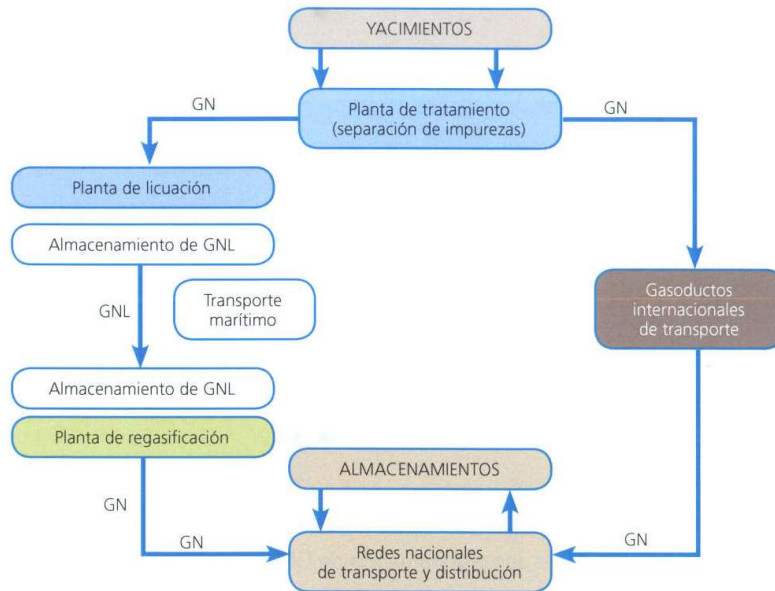 YACIMIENTOS
GN
Planta de tratamiento
(separación de impurezas)
GN
Planta de licuación
Almacenamiento de GNL
GNL
Transporte
marítimo
Gasoductos
internacionales
de transporte
Almacenamiento de GNL
Planta de regasificación
ALMACENAMIENTOS
GN
GN
Redes nacionales
de transporte y distribución
GN